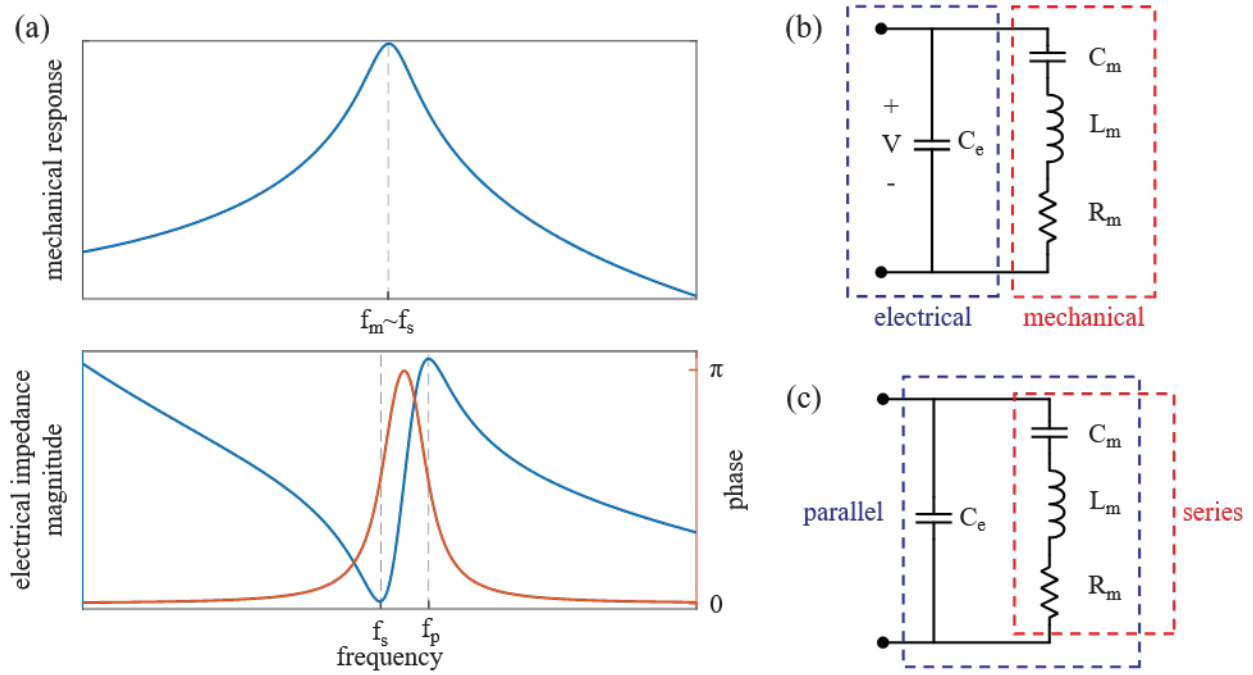 (a)
mechanical response
f_m~f_s
electrical impedance
magnitude
π
phase
0
f_s
f_p
frequency
(b)
+
V
-
C_e
C_m
L_m
R_m
electrical
mechanical
(c)
parallel
C_e
C_m
L_m
R_m
series